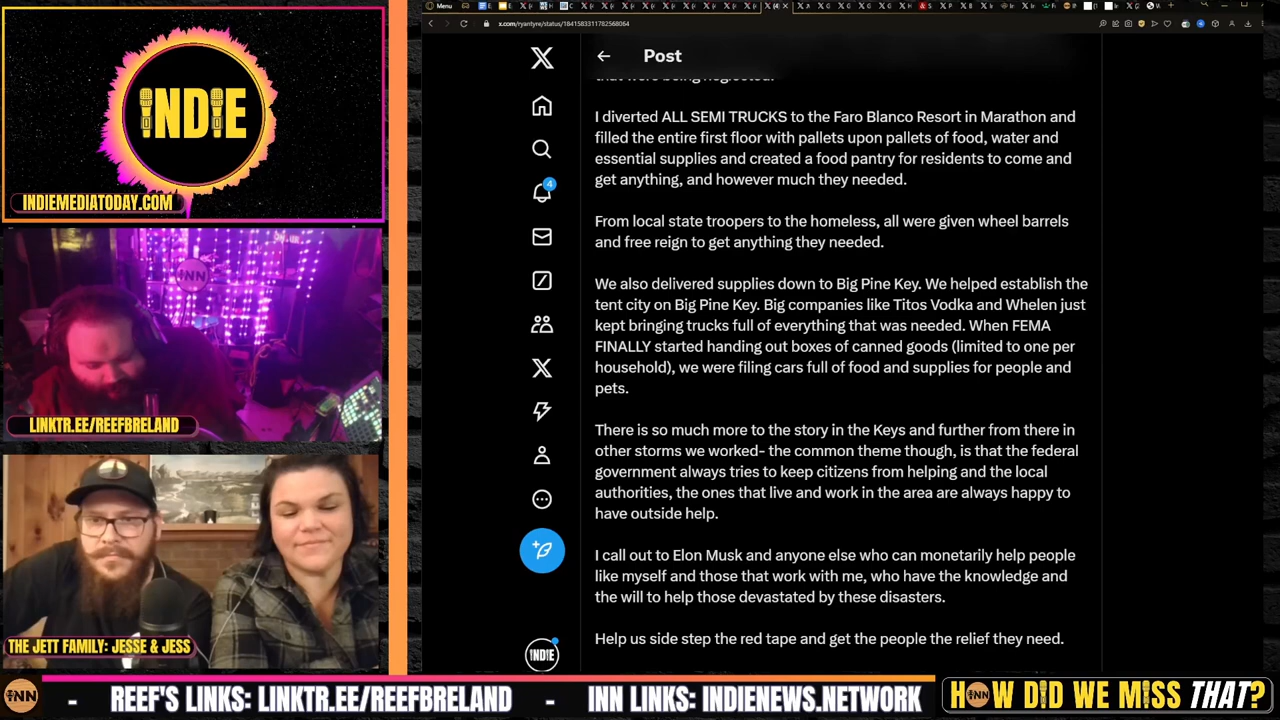 Menu
x.com/ryantyre/status/1841583311782568064
INDIE
INDIEMEDIATODAY.COM
INN
LINKTR.EE/REEFBRELAND
THE JETT FAMILY: JESSE & JESS
4
Post
that were being neglected.
I diverted ALL SEMI TRUCKS to the Faro Blanco Resort in Marathon and
filled the entire first floor with pallets upon pallets of food, water and
essential supplies and created a food pantry for residents to come and
get anything, and however much they needed.
From local state troopers to the homeless, all were given wheel barrels
and free reign to get anything they needed.
We also delivered supplies down to Big Pine Key. We helped establish the
tent city on Big Pine Key. Big companies like Titos Vodka and Whelen just
kept bringing trucks full of everything that was needed. When FEMA
FINALLY started handing out boxes of canned goods (limited to one per
household), we were filing cars full of food and supplies for people and
pets.
There is so much more to the story in the Keys and further from there in
other storms we worked- the common theme though, is that the federal
government always tries to keep citizens from helping and the local
authorities, the ones that live and work in the area are always happy to
have outside help.
I call out to Elon Musk and anyone else who can monetarily help people
like myself and those that work with me, who have the knowledge and
the will to help those devastated by these disasters.
Help us side step the red tape and get the people the relief they need.
INDIE
INN
- REEF'S LINKS: LINKTR.EE/REEFBRELAND - INN LINKS: INDIENEWS.NETWORK
HOW DID WE MISS THAT?
INN